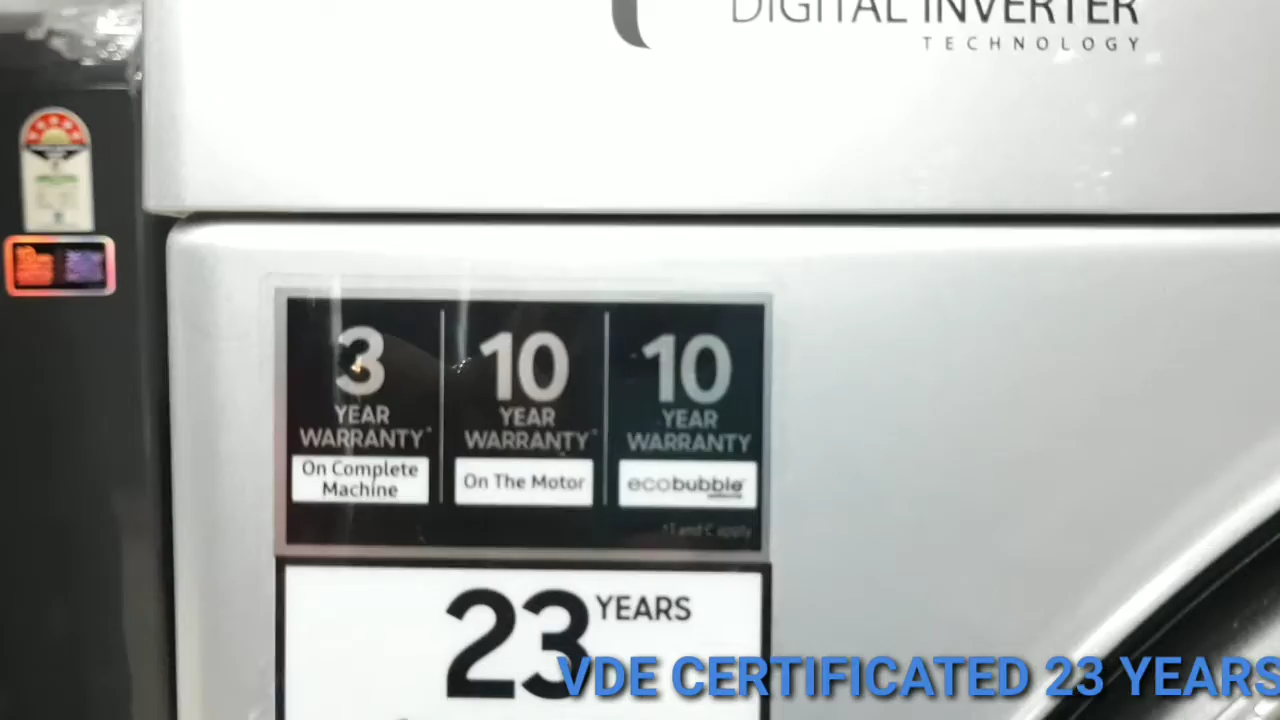 DIGITAL INVERTER
TECHNOLOGY
3
YEAR
WARRANTY*
On Complete
Machine
10
YEAR
WARRANTY*
On The Motor
10
YEAR
WARRANTY
ecobubble
*T and C apply
23 YEARS
VDE CERTIFICATED 23 YEARS